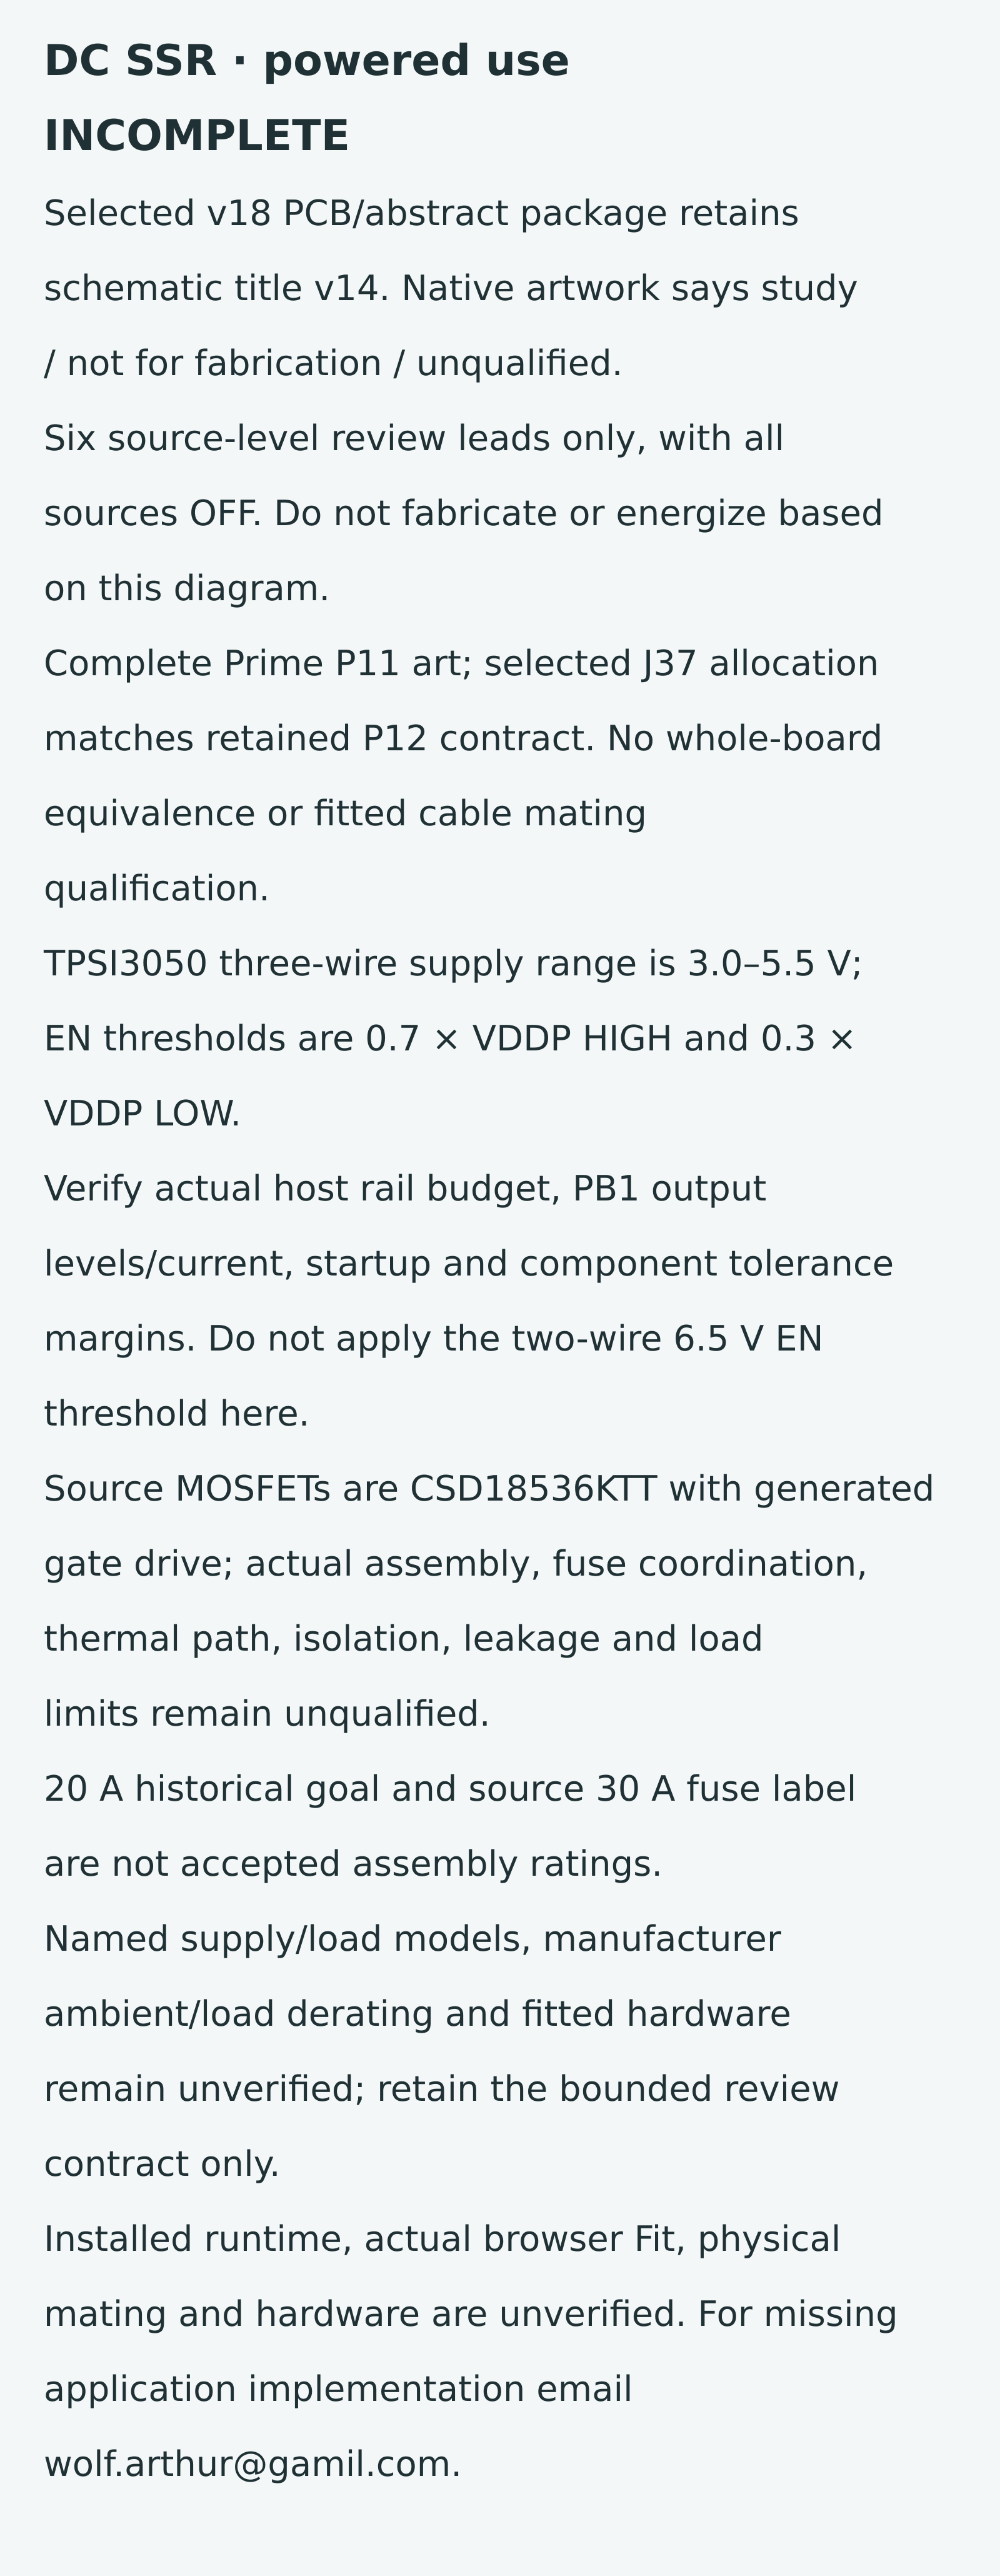 DC SSR · powered use
INCOMPLETE
Selected v18 PCB/abstract package retains
schematic title v14. Native artwork says study
/ not for fabrication / unqualified.
Six source-level review leads only, with all
sources OFF. Do not fabricate or energize based
on this diagram.
Complete Prime P11 art; selected J37 allocation
matches retained P12 contract. No whole-board
equivalence or fitted cable mating
qualification.
TPSI3050 three-wire supply range is 3.0–5.5 V;
EN thresholds are 0.7 × VDDP HIGH and 0.3 ×
VDDP LOW.
Verify actual host rail budget, PB1 output
levels/current, startup and component tolerance
margins. Do not apply the two-wire 6.5 V EN
threshold here.
Source MOSFETs are CSD18536KTT with generated
gate drive; actual assembly, fuse coordination,
thermal path, isolation, leakage and load
limits remain unqualified.
20 A historical goal and source 30 A fuse label
are not accepted assembly ratings.
Named supply/load models, manufacturer
ambient/load derating and fitted hardware
remain unverified; retain the bounded review
contract only.
Installed runtime, actual browser Fit, physical
mating and hardware are unverified. For missing
application implementation email
wolf.arthur@gamil.com.